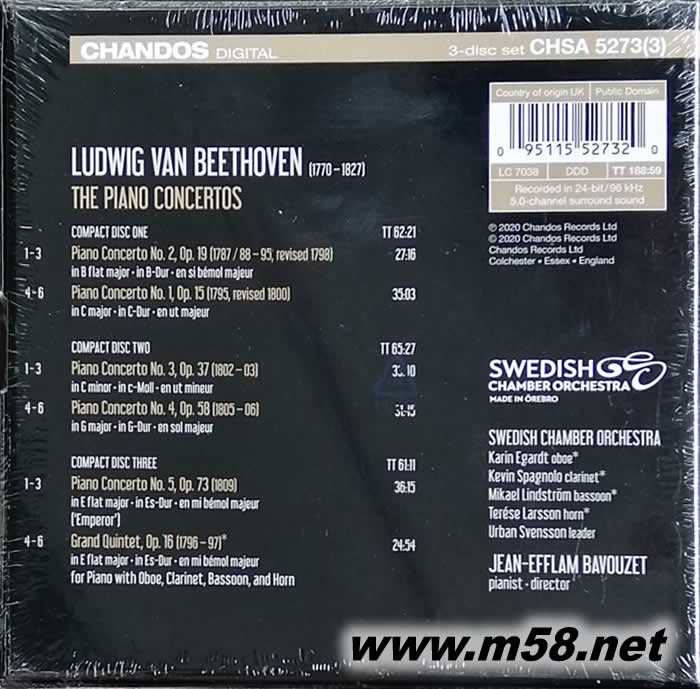 CHANDOS DIGITAL
3-disc set CHSA 5273(3)
Country of origin UK
Public Domain
0 95115 52732 0
LC 7038
DDD
TT 188:59
Recorded in 24-bit/96 kHz
5.0-channel surround sound
LUDWIG VAN BEETHOVEN (1770–1827)
THE PIANO CONCERTOS
COMPACT DISC ONE TT 62:21
1-3 Piano Concerto No. 2, Op. 19 (1787 / 88 – 95, revised 1798) 27:16
in B flat major · in B-Dur · en si bémol majeur
4-6 Piano Concerto No. 1, Op. 15 (1795, revised 1800) 35:03
in C major · in C-Dur · en ut majeur
COMPACT DISC TWO TT 65:27
1-3 Piano Concerto No. 3, Op. 37 (1802 – 03)
in C minor · in c-Moll · en ut mineur
4-6 Piano Concerto No. 4, Op. 58 (1805 – 06)
in G major · in G-Dur · en sol majeur
COMPACT DISC THREE TT 61:11
1-3 Piano Concerto No. 5, Op. 73 (1809) 36:15
in E flat major · in Es-Dur · en mi bémol majeur
('Emperor')
4-6 Grand Quintet, Op. 16 (1796 – 97)* 24:54
in E flat major · in Es-Dur · en mi bémol majeur
for Piano with Oboe, Clarinet, Bassoon, and Horn
℗ 2020 Chandos Records Ltd
© 2020 Chandos Records Ltd
Chandos Records Ltd
Colchester · Essex · England
SWEDISH
CHAMBER ORCHESTRA
MADE IN ÖREBRO
SWEDISH CHAMBER ORCHESTRA
Karin Egardt oboe*
Kevin Spagnolo clarinet*
Mikael Lindström bassoon*
Terése Larsson horn*
Urban Svensson leader
JEAN-EFFLAM BAVOUZET
pianist · director
www.m58.net